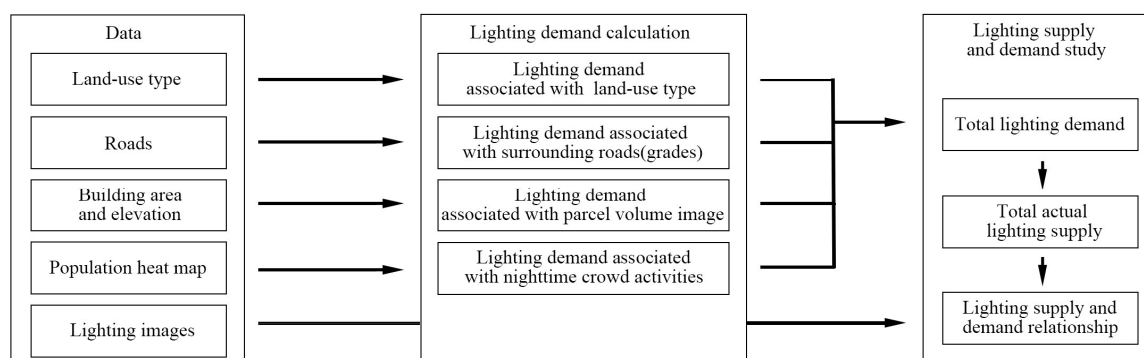 Data
Land-use type
Roads
Building area
and elevation
Population heat map
Lighting images
Lighting demand calculation
Lighting demand
associated with land-use type
Lighting demand associated
with surrounding roads(grades)
Lighting demand
associated with parcel volume image
Lighting demand associated
with nighttime crowd activities
Lighting supply
and demand study
Total lighting demand
Total actual
lighting supply
Lighting supply and
demand relationship